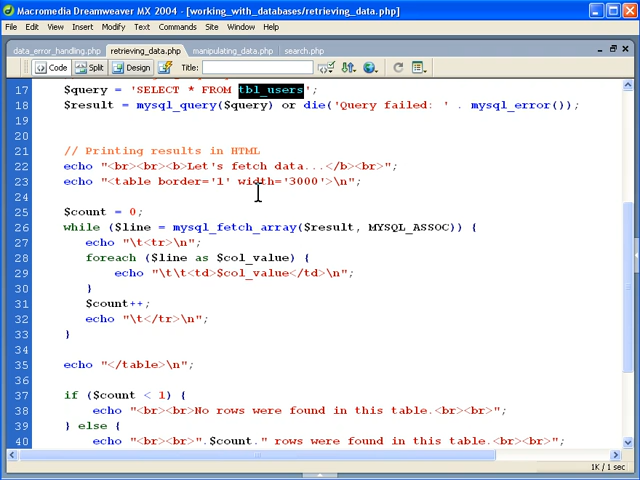 Macromedia Dreamweaver MX 2004 - [working_with_databases/retrieving_data.php]
File Edit View Insert Modify Text Commands Site Window Help
data_error_handling.php retrieving_data.php manipulating_data.php search.php
Code Split Design Title:
17 $query = 'SELECT * FROM tbl_users';
18 $result = mysql_query($query) or die('Query failed: ' . mysql_error());
19
20
21 // Printing results in HTML
22 echo "<br><br><b>Let's fetch data...</b><br>";
23 echo "<table border='1' width='3000'>\n";
24
25 $count = 0;
26 while ($line = mysql_fetch_array($result, MYSQL_ASSOC)) {
27 echo "\t<tr>\n";
28 foreach ($line as $col_value) {
29 echo "\t\t<td>$col_value</td>\n";
30 }
31 $count++;
32 echo "\t</tr>\n";
33 }
34
35 echo "</table>\n";
36
37 if ($count < 1) {
38 echo "<br><br>No rows were found in this table.<br><br>";
39 } else {
40 echo "<br><br>".$count." rows were found in this table.<br><br>";
1K / 1 sec